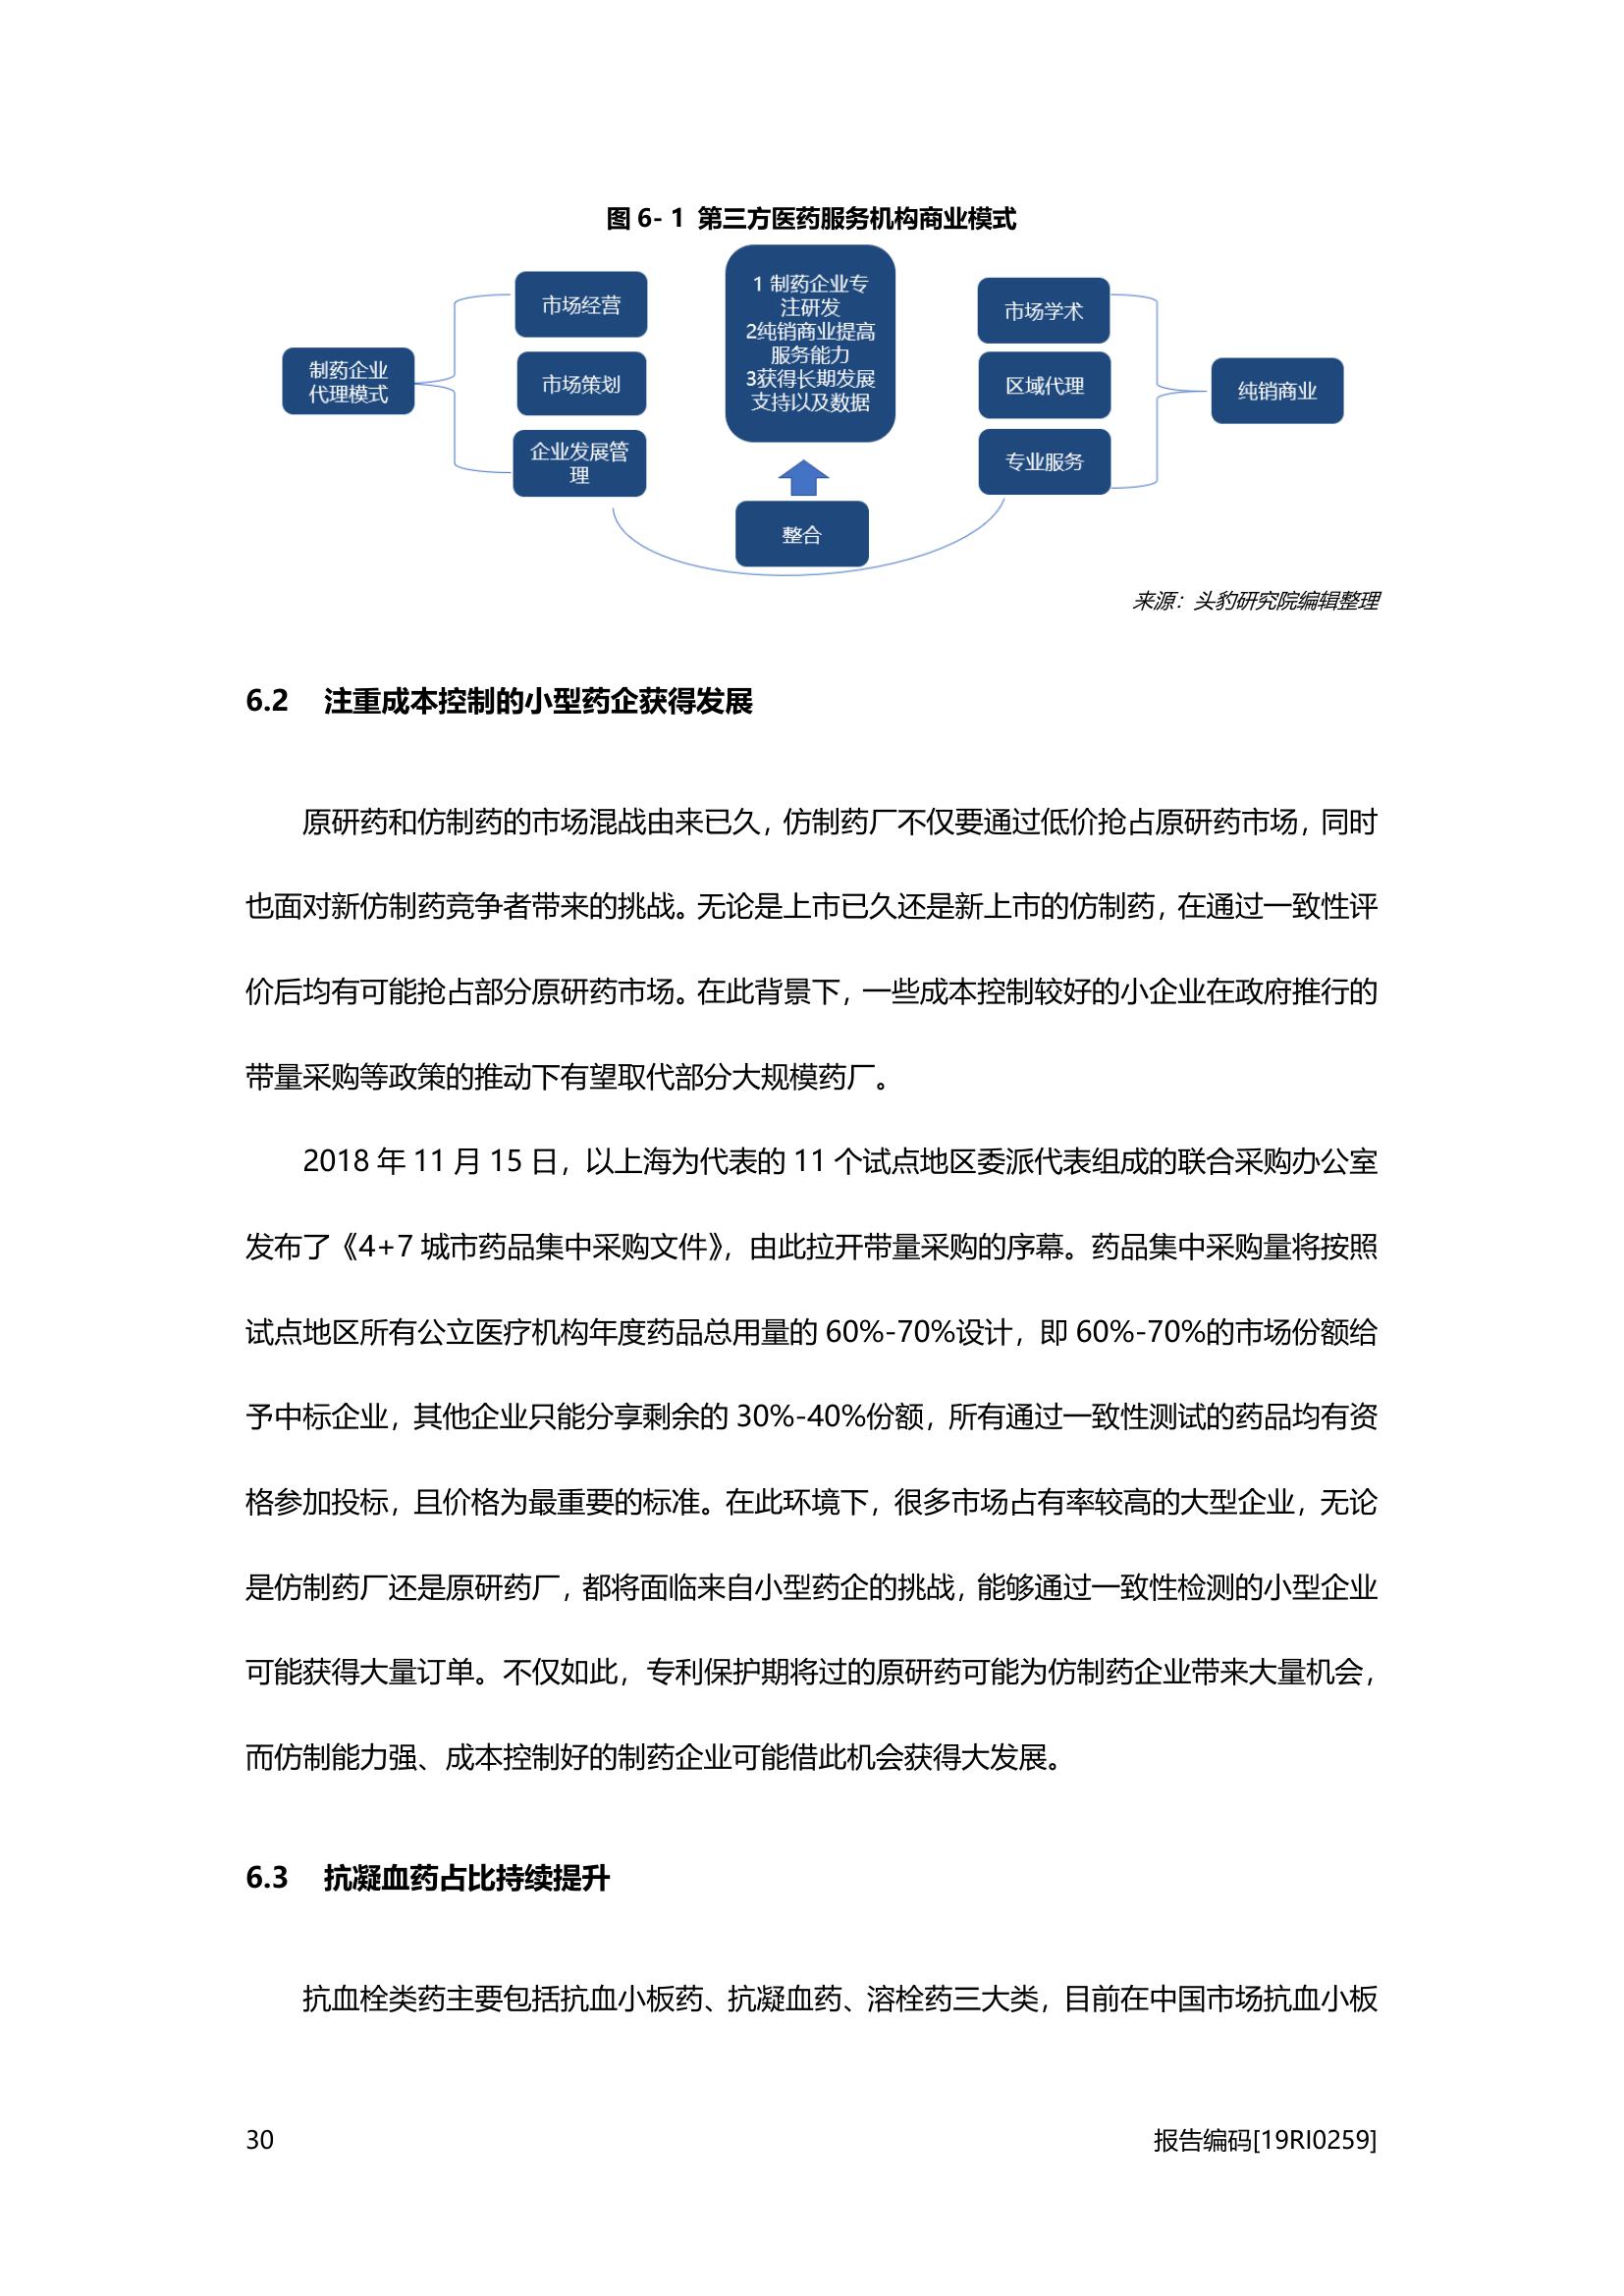 图 6- 1 第三方医药服务机构商业模式
制药企业
代理模式
市场经营
市场策划
企业发展管
理
1 制药企业专
注研发
2纯销商业提高
服务能力
3获得长期发展
支持以及数据
整合
市场学术
区域代理
专业服务
纯销商业
来源：头豹研究院编辑整理
6.2 注重成本控制的小型药企获得发展
原研药和仿制药的市场混战由来已久，仿制药厂不仅要通过低价抢占原研药市场，同时
也面对新仿制药竞争者带来的挑战。无论是上市已久还是新上市的仿制药，在通过一致性评
价后均有可能抢占部分原研药市场。在此背景下，一些成本控制较好的小企业在政府推行的
带量采购等政策的推动下有望取代部分大规模药厂。
2018 年 11 月 15 日，以上海为代表的 11 个试点地区委派代表组成的联合采购办公室
发布了《4+7 城市药品集中采购文件》，由此拉开带量采购的序幕。药品集中采购量将按照
试点地区所有公立医疗机构年度药品总用量的 60%-70%设计，即 60%-70%的市场份额给
予中标企业，其他企业只能分享剩余的 30%-40%份额，所有通过一致性测试的药品均有资
格参加投标，且价格为最重要的标准。在此环境下，很多市场占有率较高的大型企业，无论
是仿制药厂还是原研药厂，都将面临来自小型药企的挑战，能够通过一致性检测的小型企业
可能获得大量订单。不仅如此，专利保护期将过的原研药可能为仿制药企业带来大量机会，
而仿制能力强、成本控制好的制药企业可能借此机会获得大发展。
6.3 抗凝血药占比持续提升
抗血栓类药主要包括抗血小板药、抗凝血药、溶栓药三大类，目前在中国市场抗血小板
30
报告编码[19RI0259]